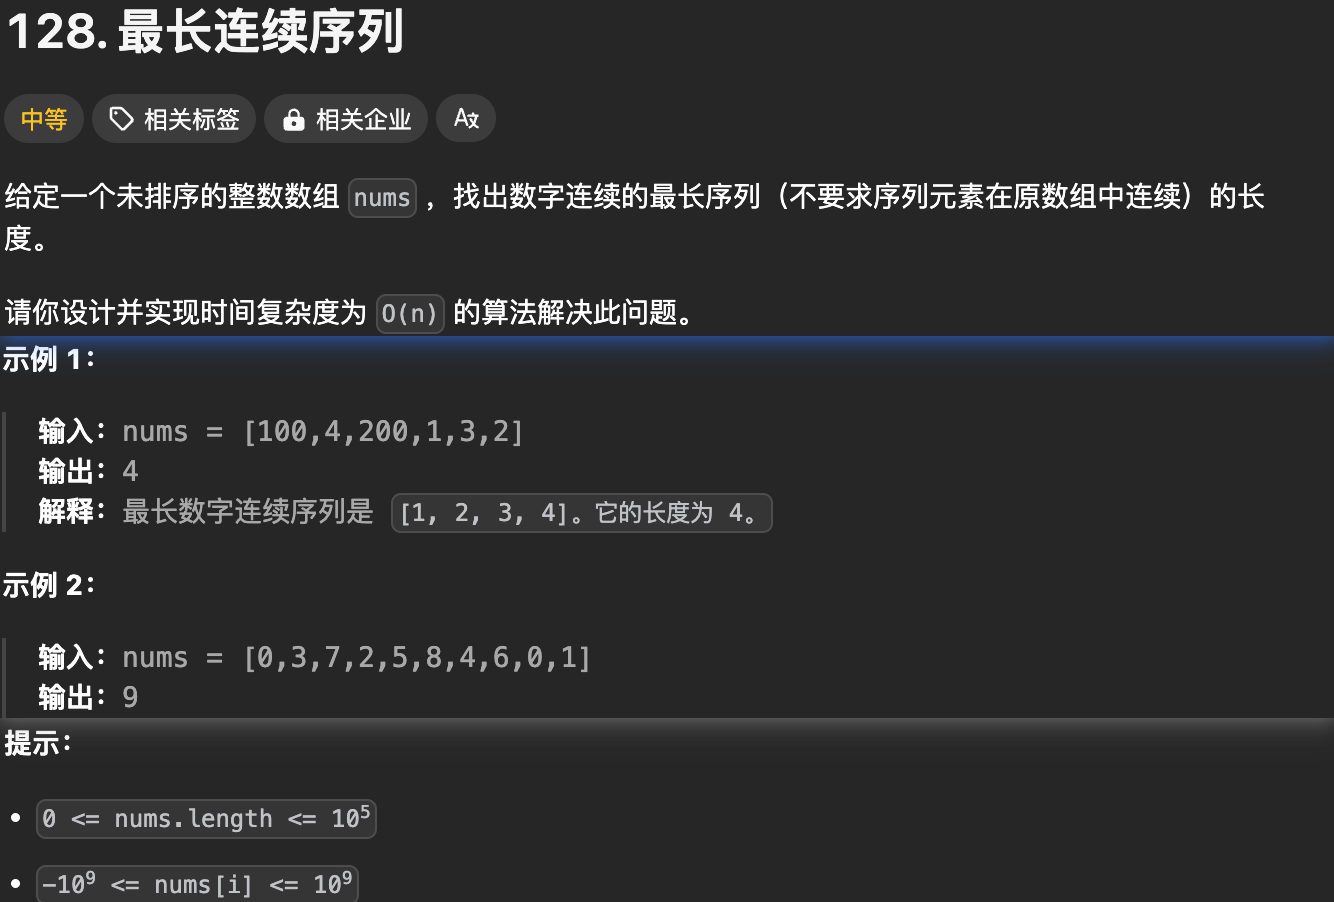 128. 最长连续序列
中等 相关标签 相关企业 A文
给定一个未排序的整数数组 nums ，找出数字连续的最长序列（不要求序列元素在原数组中连续）的长
度。
请你设计并实现时间复杂度为 O(n) 的算法解决此问题。
示例 1：
输入：nums = [100,4,200,1,3,2]
输出：4
解释：最长数字连续序列是 [1, 2, 3, 4]。它的长度为 4。
示例 2：
输入：nums = [0,3,7,2,5,8,4,6,0,1]
输出：9
提示：
• 0 <= nums.length <= 10⁵
• -10⁹ <= nums[i] <= 10⁹